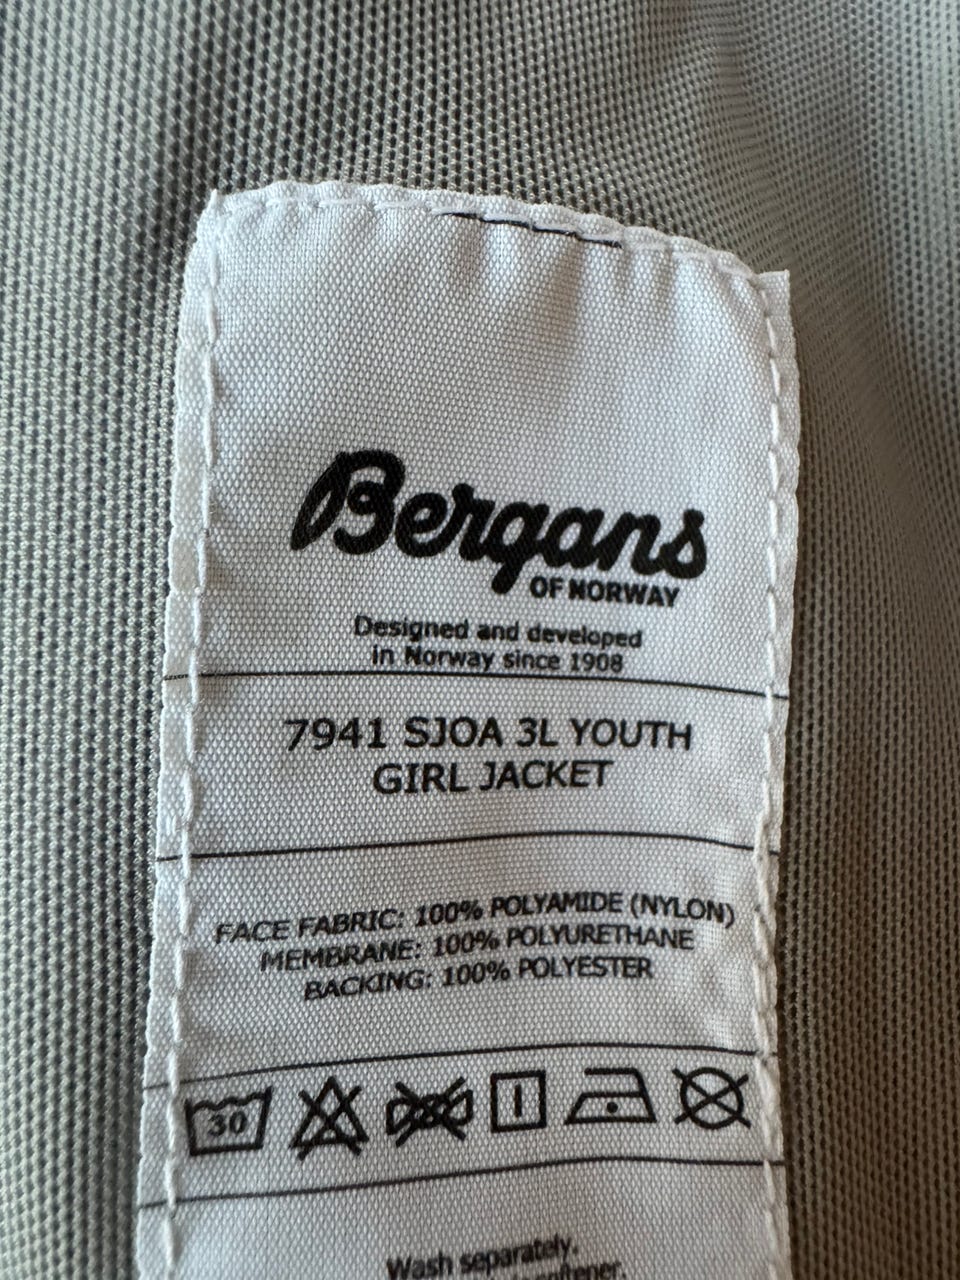 Bergans
OF NORWAY
Designed and developed
in Norway since 1908
7941 SJOA 3L YOUTH
GIRL JACKET
FACE FABRIC: 100% POLYAMIDE (NYLON)
MEMBRANE: 100% POLYURETHANE
BACKING: 100% POLYESTER
30
Wash separately.
softener.